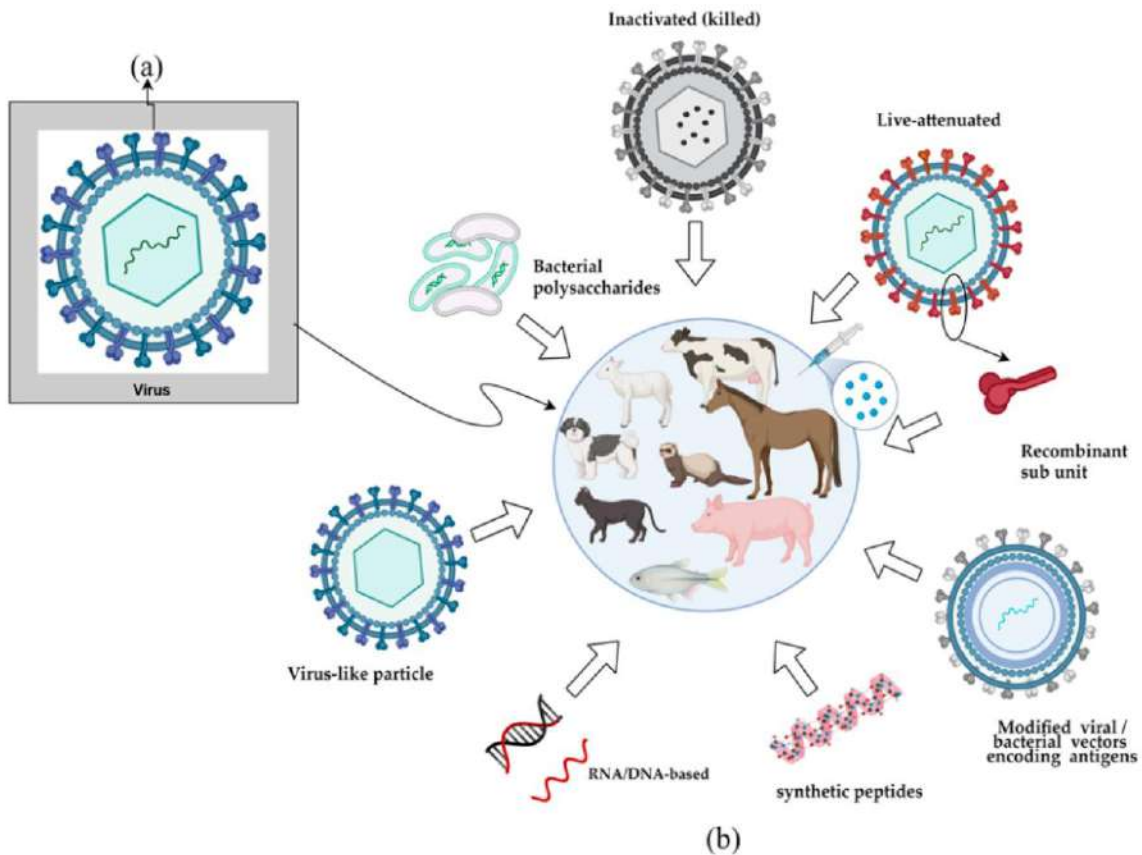 Inactivated (killed)
(a)
Live-attenuated
Bacterial
polysaccharides
Virus
Recombinant
sub unit
Virus-like particle
Modified viral /
bacterial vectors
encoding antigens
RNA/DNA-based
synthetic peptides
(b)